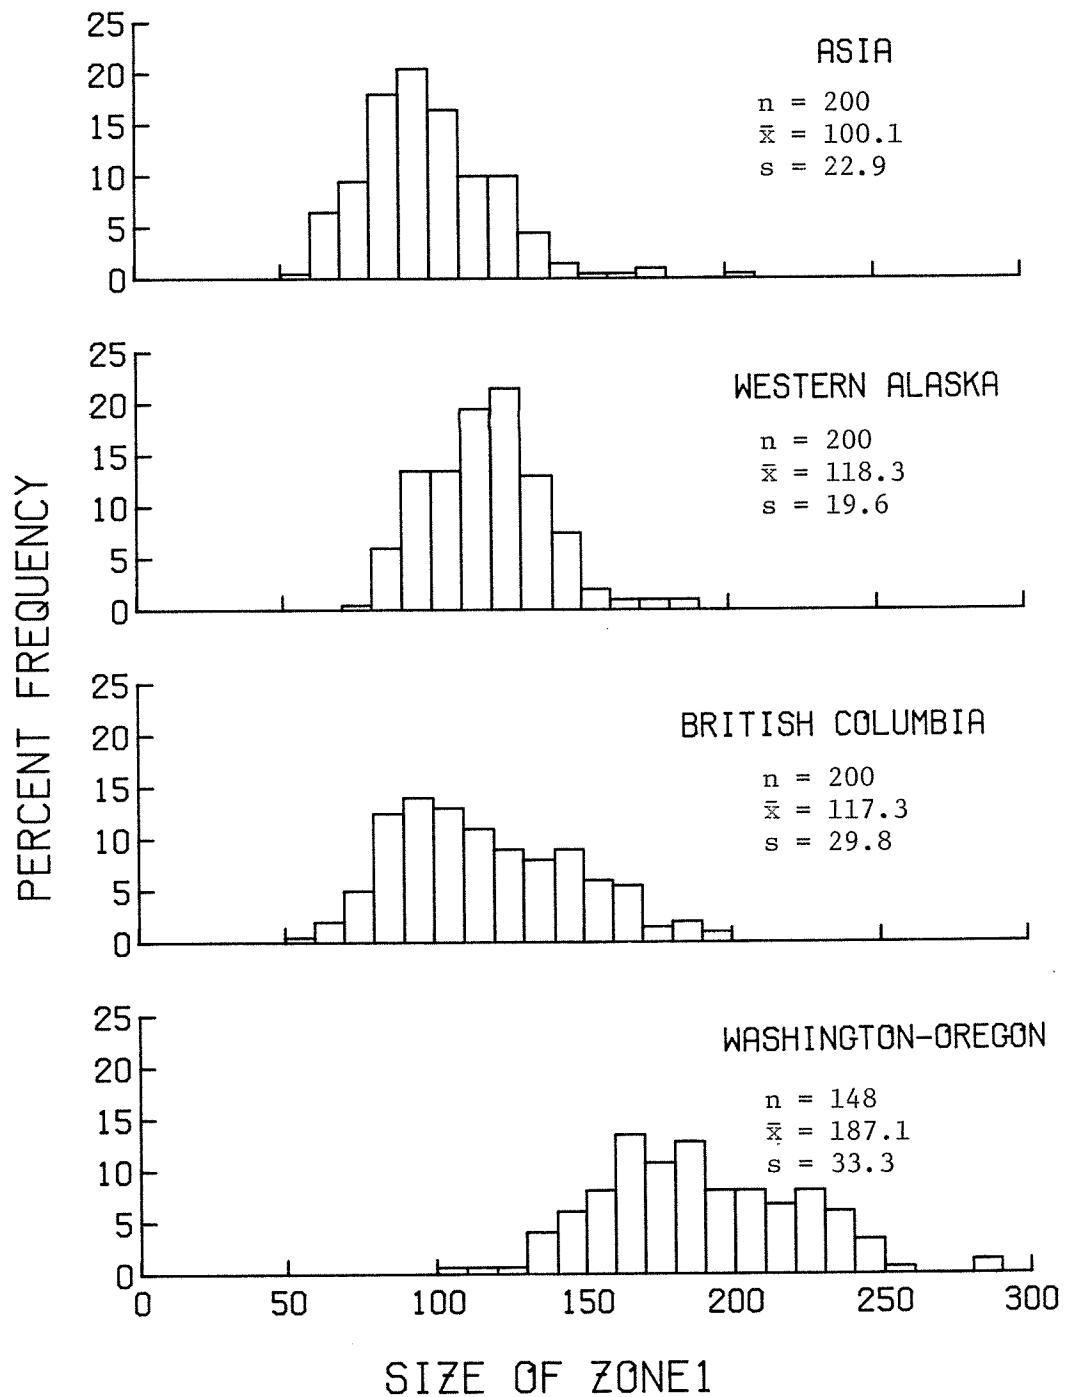 PERCENT FREQUENCY
25
20
15
10
5
0
ASIA
n = 200
x̄ = 100.1
s = 22.9
25
20
15
10
5
0
WESTERN ALASKA
n = 200
x̄ = 118.3
s = 19.6
25
20
15
10
5
0
BRITISH COLUMBIA
n = 200
x̄ = 117.3
s = 29.8
25
20
15
10
5
0
WASHINGTON-OREGON
n = 148
x̄ = 187.1
s = 33.3
0 50 100 150 200 250 300
SIZE OF ZONE1